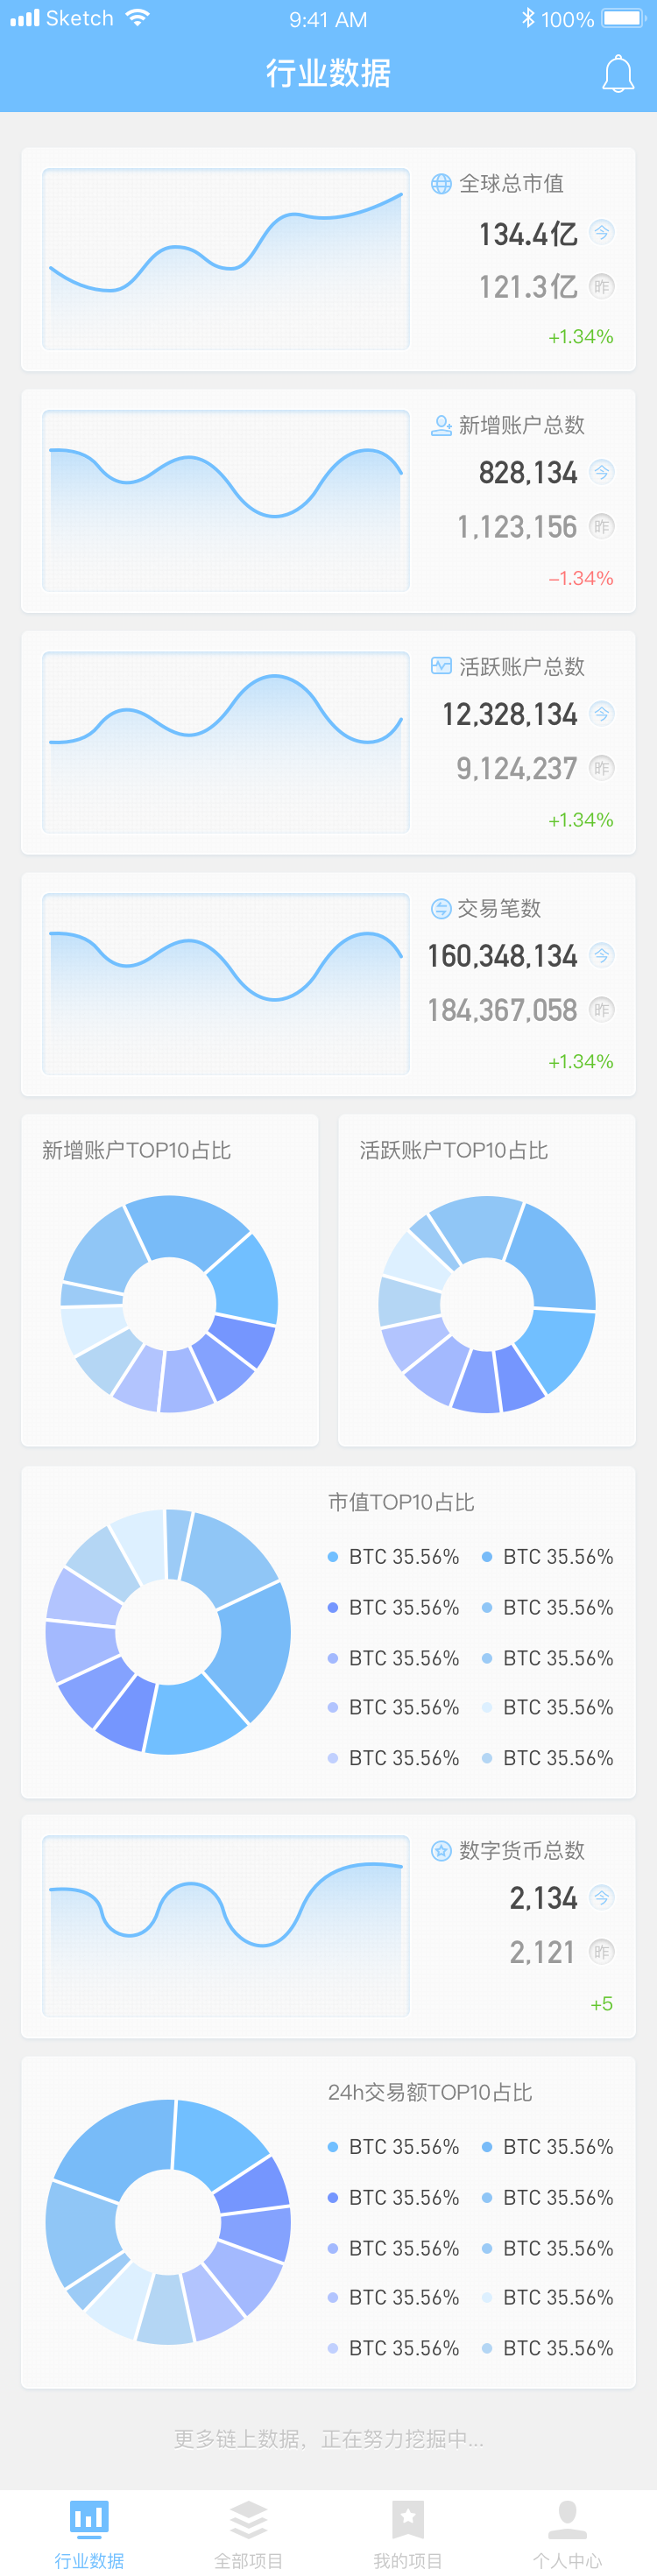 Sketch 9:41 AM 100%
行业数据
全球总市值
134.4亿 今
121.3亿 昨
+1.34%
新增账户总数
828,134 今
1,123,156 昨
-1.34%
活跃账户总数
12,328,134 今
9,124,237 昨
+1.34%
交易笔数
160,348,134 今
184,367,058 昨
+1.34%
新增账户TOP10占比
活跃账户TOP10占比
市值TOP10占比
BTC 35.56% BTC 35.56%
BTC 35.56% BTC 35.56%
BTC 35.56% BTC 35.56%
BTC 35.56% BTC 35.56%
BTC 35.56% BTC 35.56%
数字货币总数
2,134 今
2,121 昨
+5
24h交易额TOP10占比
BTC 35.56% BTC 35.56%
BTC 35.56% BTC 35.56%
BTC 35.56% BTC 35.56%
BTC 35.56% BTC 35.56%
BTC 35.56% BTC 35.56%
更多链上数据，正在努力挖掘中...
行业数据 全部项目 我的项目 个人中心